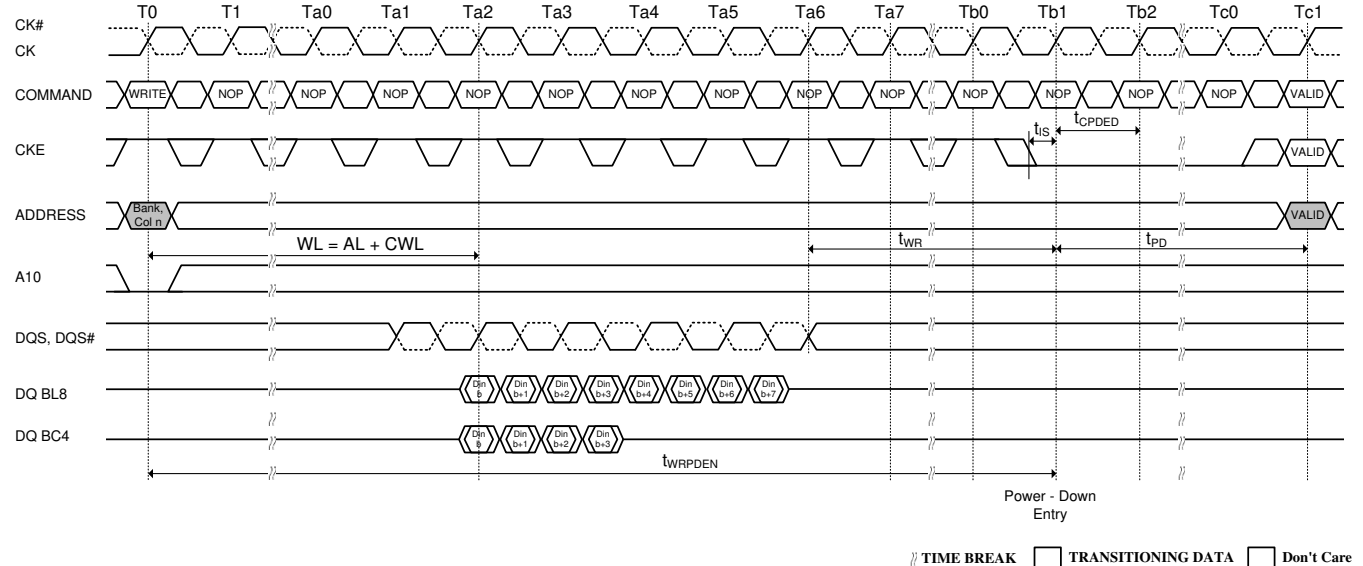 T0 T1 Ta0 Ta1 Ta2 Ta3 Ta4 Ta5 Ta6 Ta7 Tb0 Tb1 Tb2 Tc0 Tc1
CK#
CK
COMMAND WRITE NOP NOP NOP NOP NOP NOP NOP NOP NOP NOP NOP NOP NOP VALID
tIS tCPDED
CKE VALID
ADDRESS Bank, Col n VALID
WL = AL + CWL tWR tPD
A10
DQS, DQS#
DQ BL8 Din b Din b+1 Din b+2 Din b+3 Din b+4 Din b+5 Din b+6 Din b+7
DQ BC4 Din b Din b+1 Din b+2 Din b+3
tWRPDEN
Power - Down
Entry
TIME BREAK TRANSITIONING DATA Don't Care